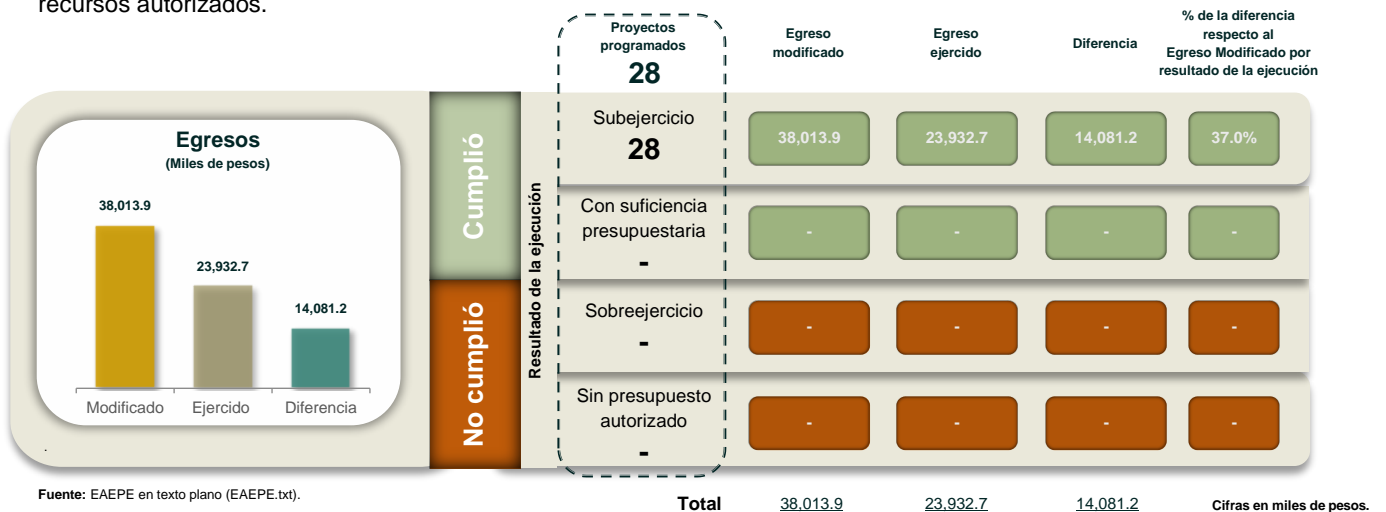 recursos autorizados.
Proyectos
programados
28
Egreso
modificado
Egreso
ejercido
Diferencia
% de la diferencia
respecto al
Egreso Modificado por
resultado de la ejecución
Egresos
(Miles de pesos)
38,013.9
23,932.7
14,081.2
Modificado
Ejercido
Diferencia
.
Cumplió
No cumplió
Resultado de la ejecución
Subejercicio
28
38,013.9
23,932.7
14,081.2
37.0%
Con suficiencia
presupuestaria
-
-
-
-
-
Sobreejercicio
-
-
-
-
-
Sin presupuesto
autorizado
-
-
-
-
-
Fuente: EAEPE en texto plano (EAEPE.txt).
Total
38,013.9
23,932.7
14,081.2
Cifras en miles de pesos.